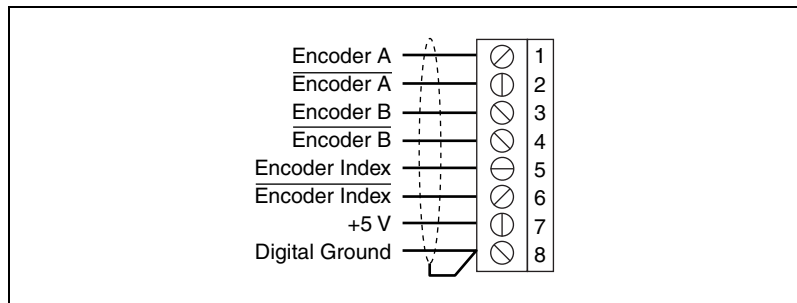 Encoder A 1
Encoder A 2
Encoder B 3
Encoder B 4
Encoder Index 5
Encoder Index 6
+5 V 7
Digital Ground 8